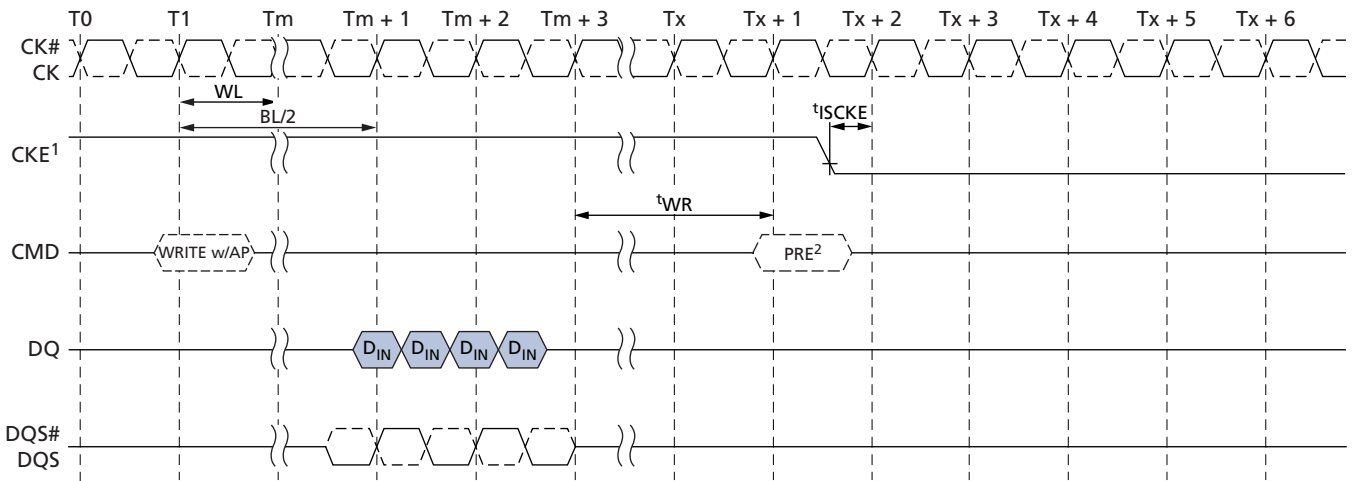 T0 T1 Tm Tm + 1 Tm + 2 Tm + 3 Tx Tx + 1 Tx + 2 Tx + 3 Tx + 4 Tx + 5 Tx + 6
CK#
CK
WL
BL/2
tISCKE
CKE1
tWR
CMD WRITE w/AP PRE2
DQ DIN DIN DIN DIN
DQS#
DQS